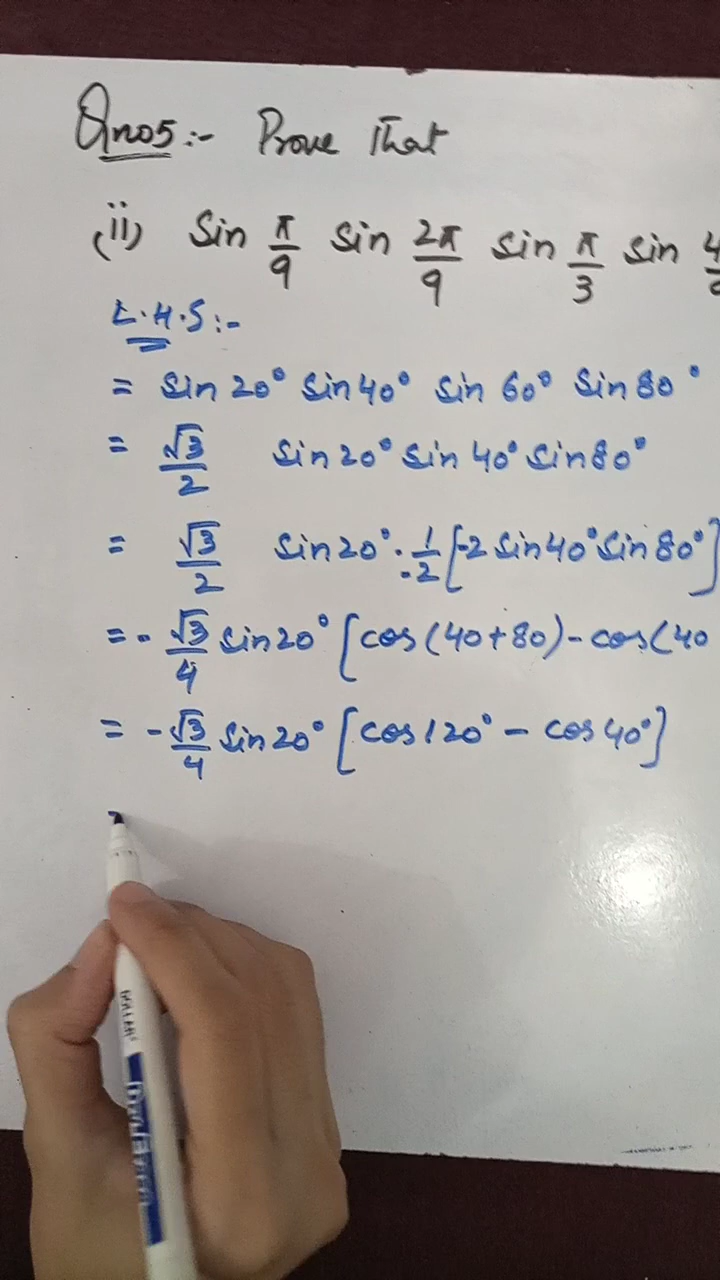 Qno5:- Prove that
(ii) Sin π/9 sin 2π/9 sin π/3 sin 4
L.H.S:-
= sin 20° sin 40° sin 60° sin 80°
= √3/2 sin 20° sin 40° sin 80°
= √3/2 sin 20° · 1/-2 [-2 sin 40° sin 80°]
= - √3/4 sin 20° [cos(40+80) - cos(40
= - √3/4 sin 20° [cos 120° - cos 40°]
DOLLAR